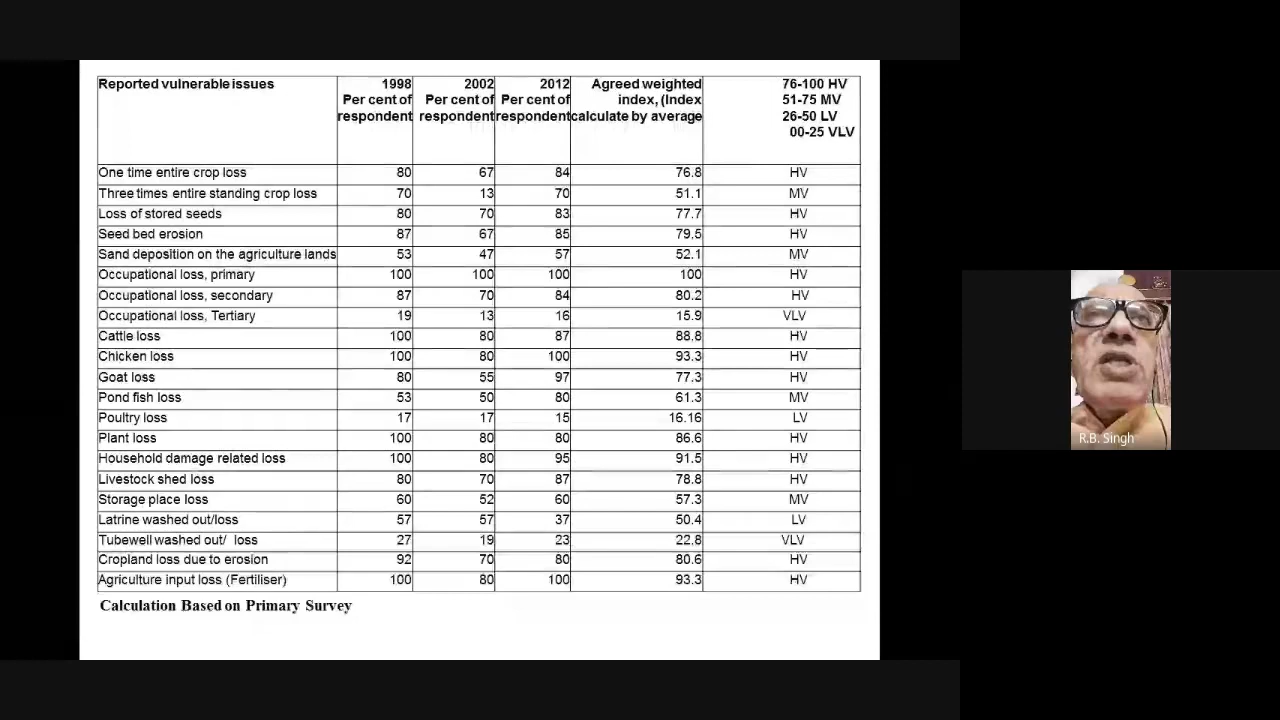 Reported vulnerable issues 1998 2002 2012 Agreed weighted 76-100 HV
Per cent of Per cent of Per cent of index, (Index 51-75 MV
respondent respondent respondent calculate by average 26-50 LV
00-25 VLV
One time entire crop loss 80 67 84 76.8 HV
Three times entire standing crop loss 70 13 70 51.1 MV
Loss of stored seeds 80 70 83 77.7 HV
Seed bed erosion 87 67 85 79.5 HV
Sand deposition on the agriculture lands 53 47 57 52.1 MV
Occupational loss, primary 100 100 100 100 HV
Occupational loss, secondary 87 70 84 80.2 HV
Occupational loss, Tertiary 19 13 16 15.9 VLV
Cattle loss 100 80 87 88.8 HV
Chicken loss 100 80 100 93.3 HV
Goat loss 80 55 97 77.3 HV
Pond fish loss 53 50 80 61.3 MV
Poultry loss 17 17 15 16.16 LV
Plant loss 100 80 80 86.6 HV
Household damage related loss 100 80 95 91.5 HV
Livestock shed loss 80 70 87 78.8 HV
Storage place loss 60 52 60 57.3 MV
Latrine washed out/loss 57 57 37 50.4 LV
Tubewell washed out/ loss 27 19 23 22.8 VLV
Cropland loss due to erosion 92 70 80 80.6 HV
Agriculture input loss (Fertiliser) 100 80 100 93.3 HV
Calculation Based on Primary Survey
R.B. Singh